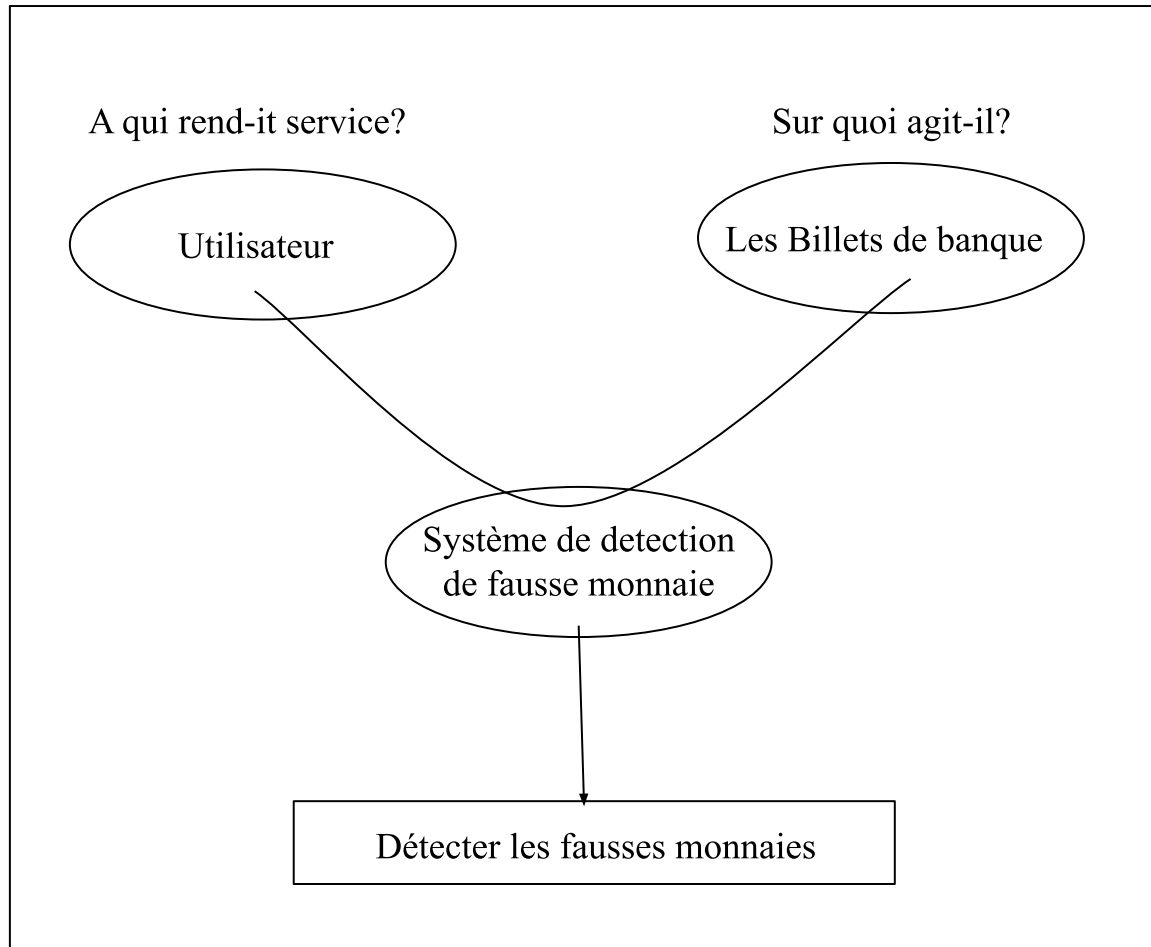 A qui rend-it service?
Sur quoi agit-il?
Utilisateur
Les Billets de banque
Système de detection
de fausse monnaie
Détecter les fausses monnaies